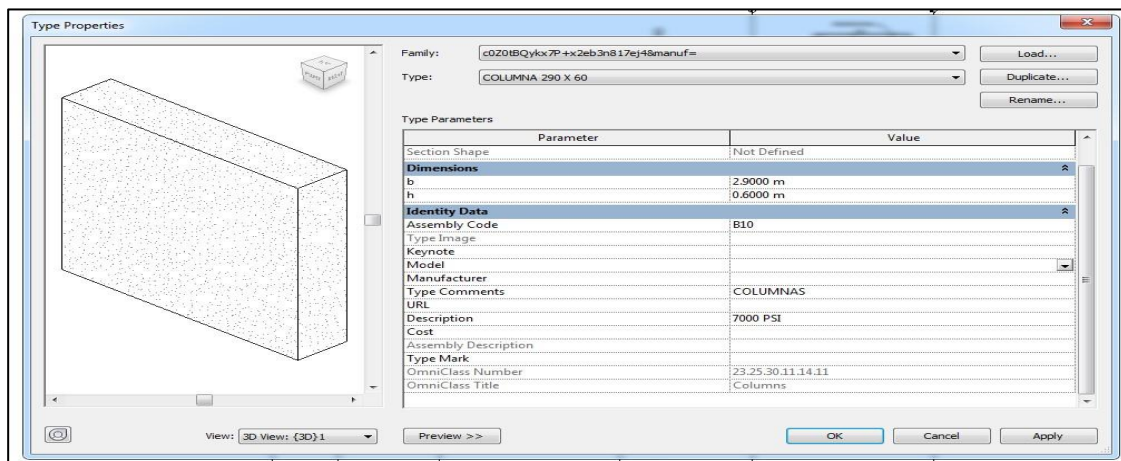 Type Properties
Family: c0Z0tBQykx7P+x2eb3n817ej4&manuf= Load...
Type: COLUMNA 290 X 60 Duplicate...
Rename...
Type Parameters
Parameter Value
Section Shape Not Defined
Dimensions
b 2.9000 m
h 0.6000 m
Identity Data
Assembly Code B10
Type Image
Keynote
Model
Manufacturer
Type Comments COLUMNAS
URL
Description 7000 PSI
Cost
Assembly Description
Type Mark
OmniClass Number 23.25.30.11.14.11
OmniClass Title Columns
View: 3D View: {3D}1 Preview >> OK Cancel Apply